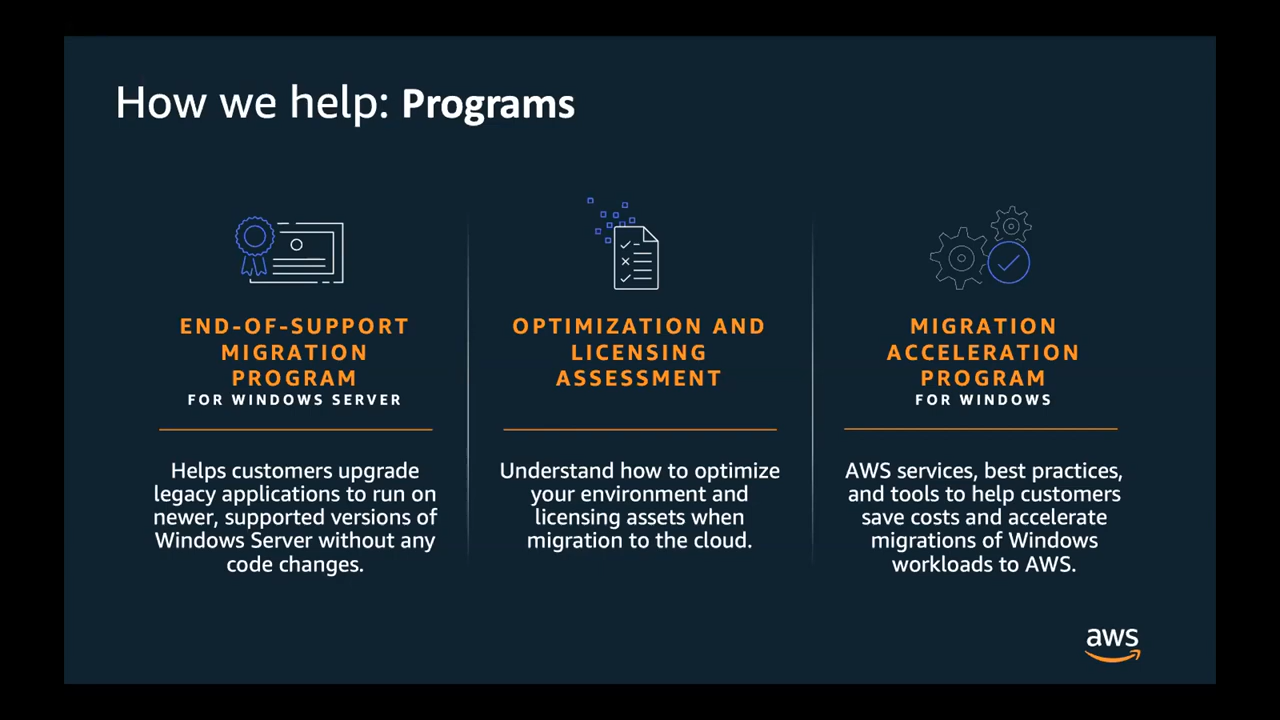 How we help: Programs
END-OF-SUPPORT
MIGRATION
PROGRAM
FOR WINDOWS SERVER
Helps customers upgrade
legacy applications to run on
newer, supported versions of
Windows Server without any
code changes.
OPTIMIZATION AND
LICENSING
ASSESSMENT
Understand how to optimize
your environment and
licensing assets when
migration to the cloud.
MIGRATION
ACCELERATION
PROGRAM
FOR WINDOWS
AWS services, best practices,
and tools to help customers
save costs and accelerate
migrations of Windows
workloads to AWS.
aws